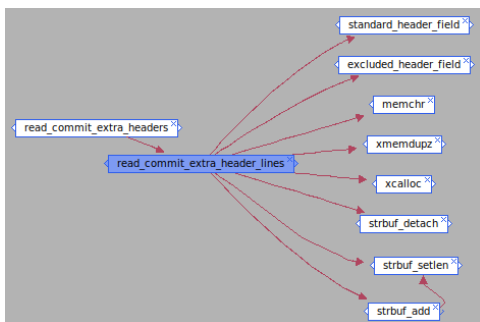 standard_header_field
excluded_header_field
memchr
read_commit_extra_headers
xmemdupz
read_commit_extra_header_lines
xcalloc
strbuf_detach
strbuf_setlen
strbuf_add